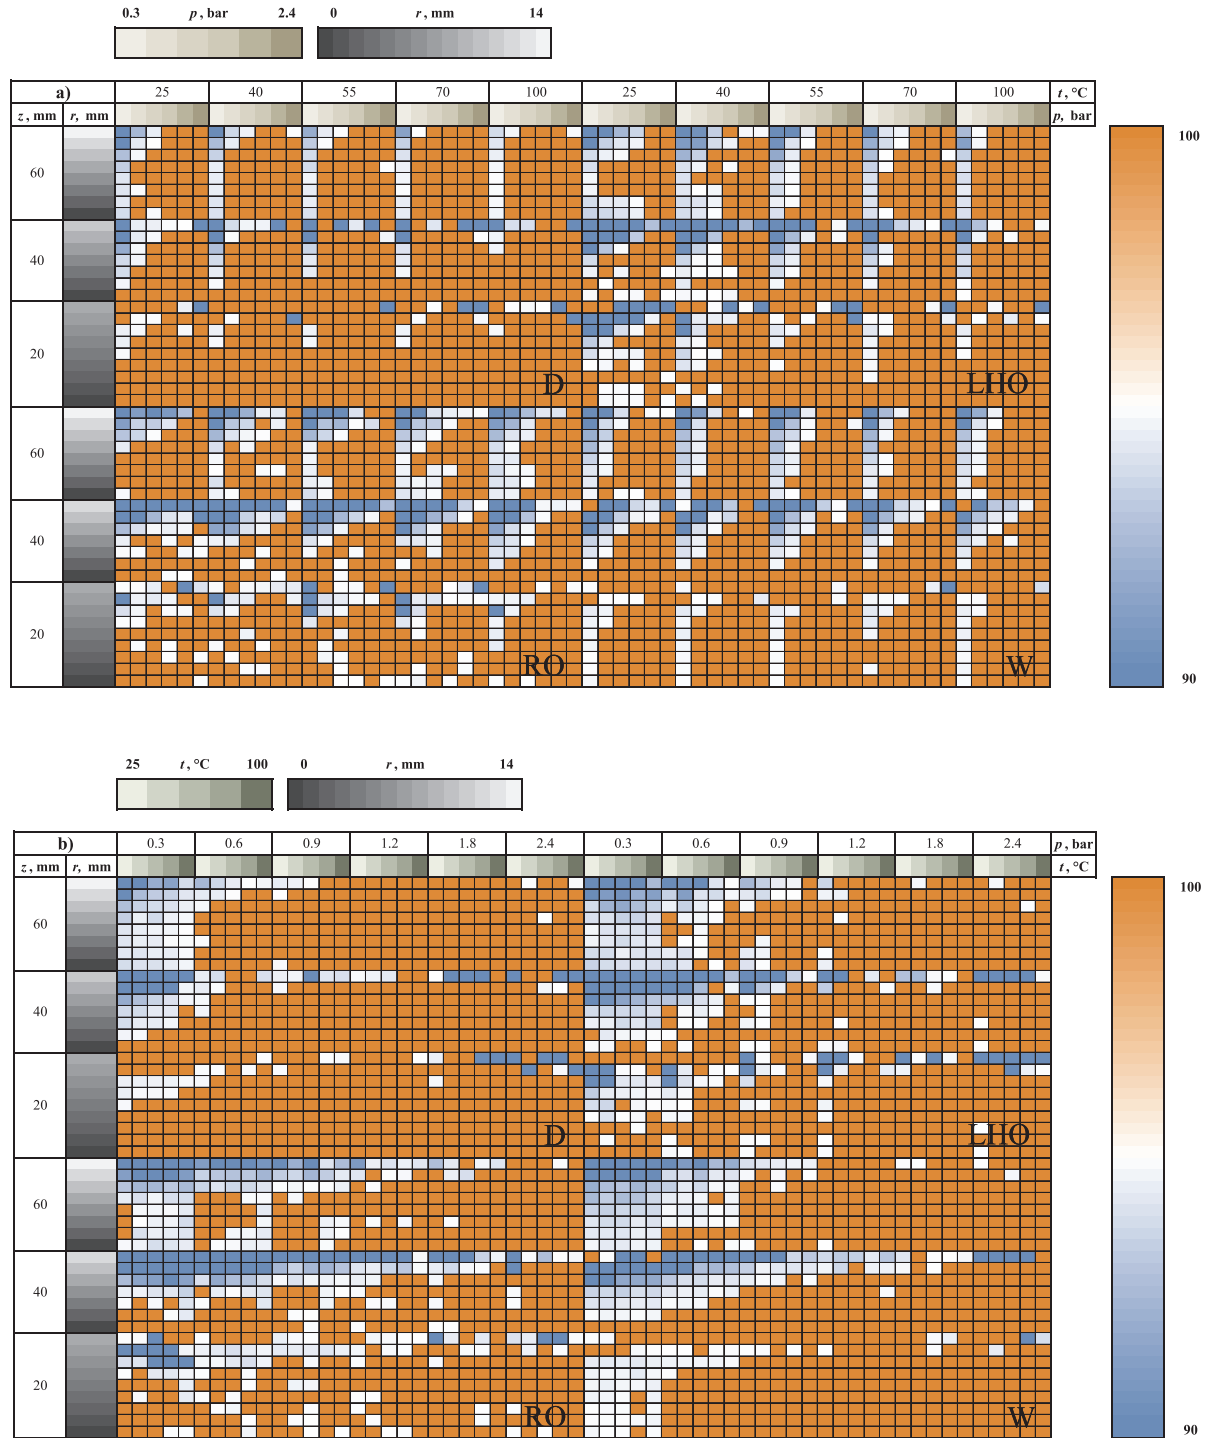 0.3 p, bar 2.4 0 r, mm 14
a) 25 40 55 70 100 25 40 55 70 100 t, °C
z, mm r, mm p, bar
100
60
40
20
D LHO
60
40
20
RO W
90
25 t, °C 100 0 r, mm 14
b) 0.3 0.6 0.9 1.2 1.8 2.4 0.3 0.6 0.9 1.2 1.8 2.4 p, bar
z, mm r, mm t, °C
100
60
40
20
D LHO
60
40
20
RO W
90